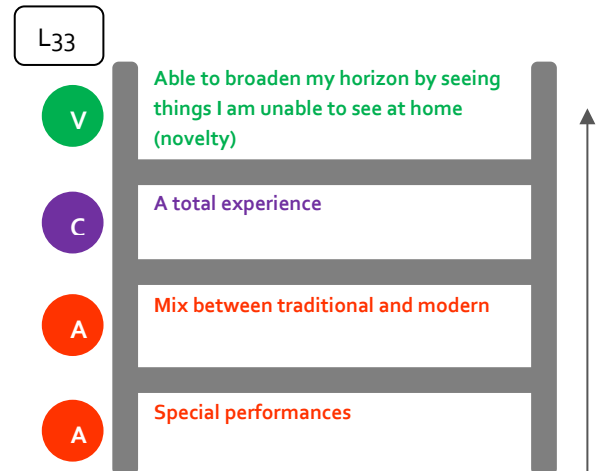 L33
V
Able to broaden my horizon by seeing
things I am unable to see at home
(novelty)
C
A total experience
A
Mix between traditional and modern
A
Special performances